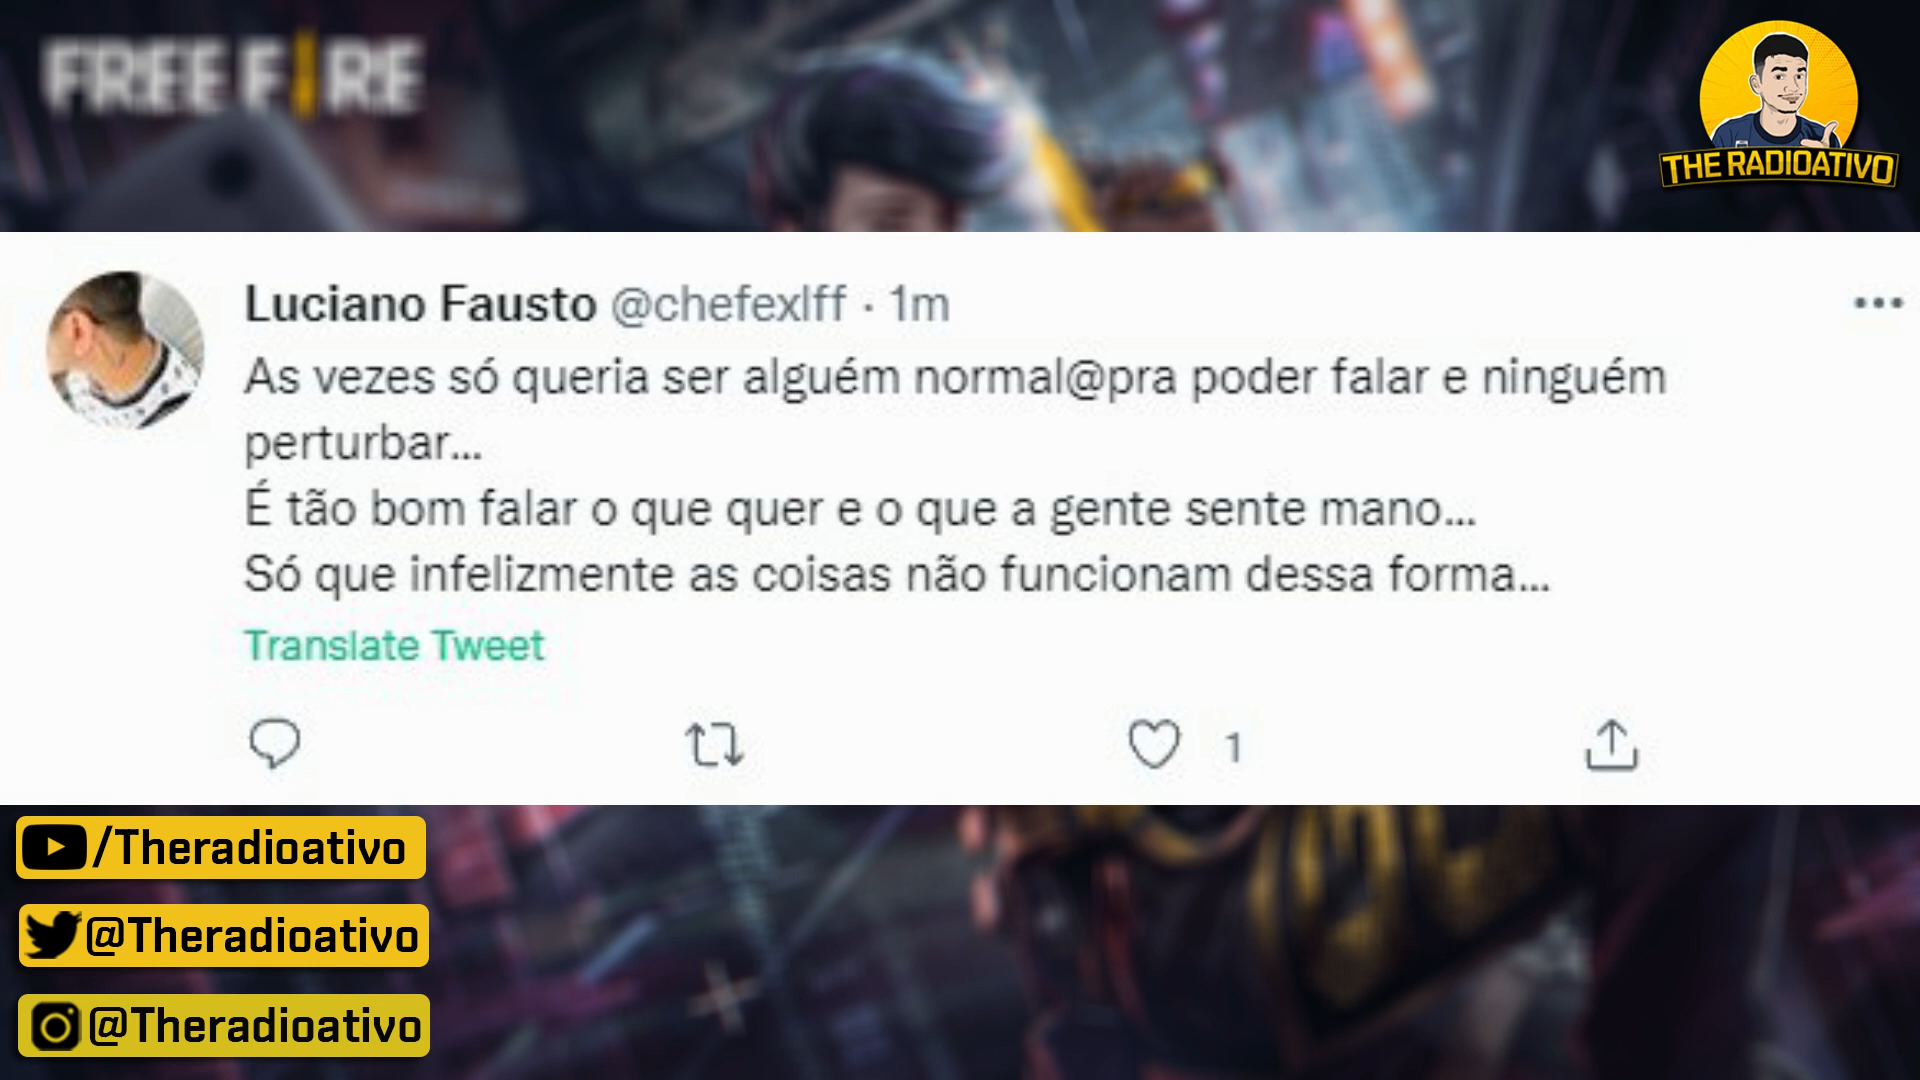 FREE FIRE
THE RADIOATIVO
Luciano Fausto @chefexlff · 1m
As vezes só queria ser alguém normal@pra poder falar e ninguém
perturbar...
É tão bom falar o que quer e o que a gente sente mano...
Só que infelizmente as coisas não funcionam dessa forma...
Translate Tweet
1
/Theradioativo
@Theradioativo
@Theradioativo